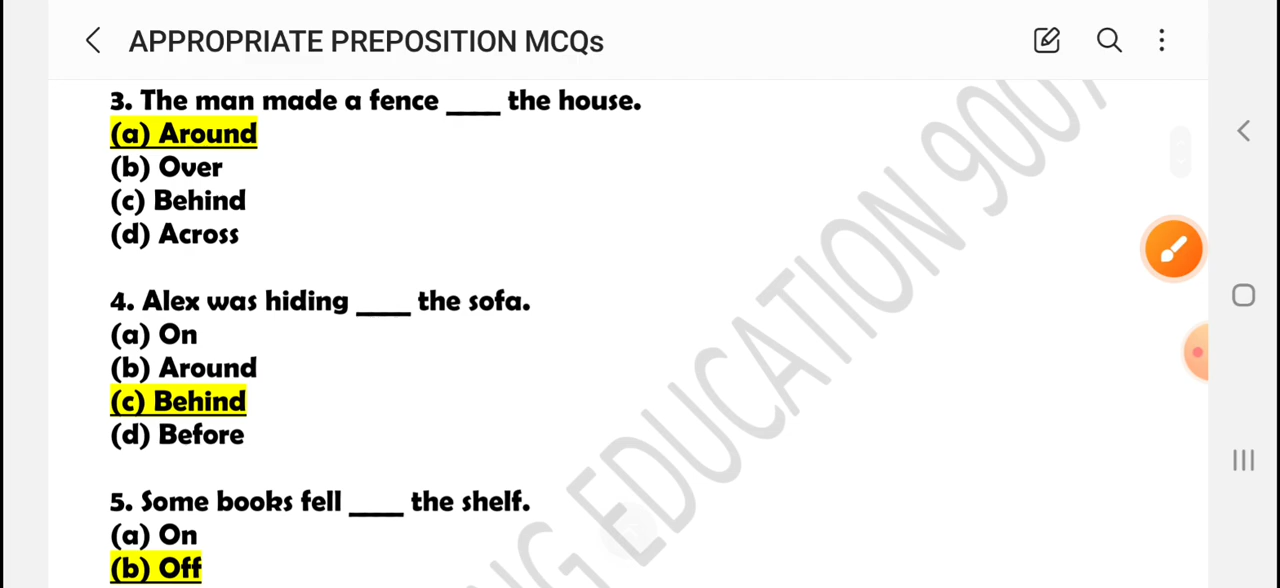 APPROPRIATE PREPOSITION MCQs
3. The man made a fence ____ the house.
(a) Around
(b) Over
(c) Behind
(d) Across
4. Alex was hiding ____ the sofa.
(a) On
(b) Around
(c) Behind
(d) Before
5. Some books fell ____ the shelf.
(a) On
(b) Off
EDUCATION